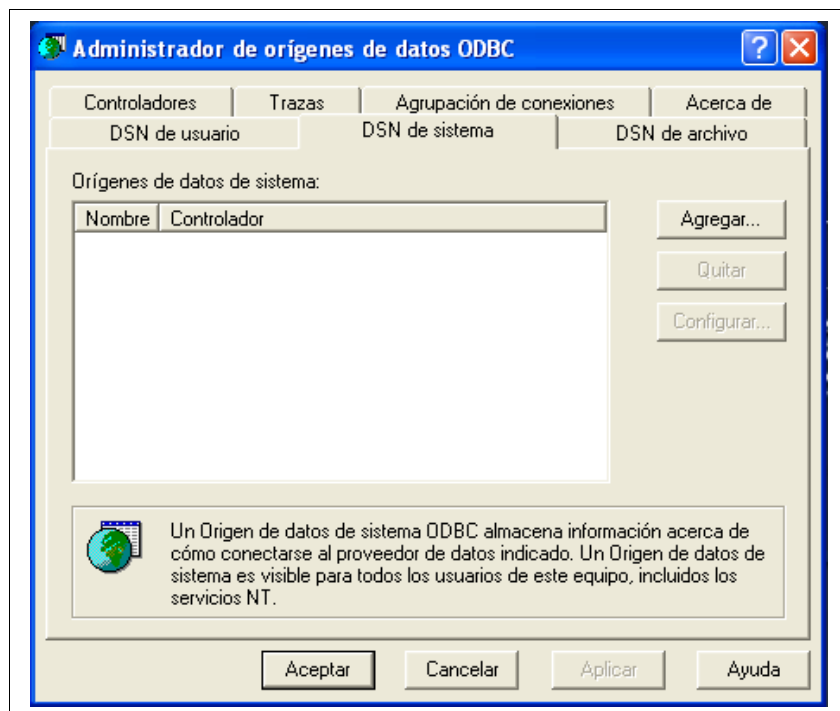 Administrador de orígenes de datos ODBC
Controladores Trazas Agrupación de conexiones Acerca de
DSN de usuario DSN de sistema DSN de archivo
Orígenes de datos de sistema:
Nombre Controlador
Agregar...
Quitar
Configurar...
Un Origen de datos de sistema ODBC almacena información acerca de
cómo conectarse al proveedor de datos indicado. Un Origen de datos de
sistema es visible para todos los usuarios de este equipo, incluidos los
servicios NT.
Aceptar Cancelar Aplicar Ayuda